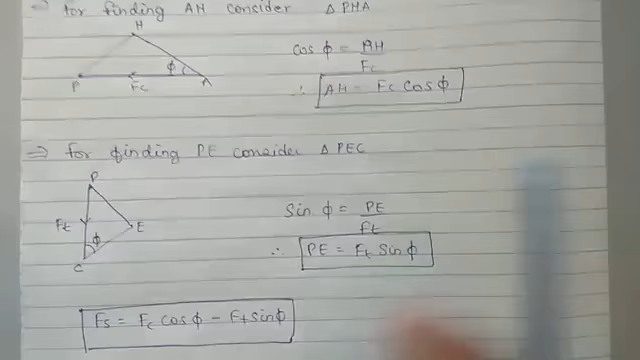 ⇒ for finding AH consider △ PHA
H
P Fc ϕ A
cos ϕ = AH / Fc
∴ AH = Fc cos ϕ
⇒ for finding PE consider △ PEC
P
Ft E
ϕ
C
Sin ϕ = PE / Ft
∴ PE = Ft sin ϕ
Fs = Fc cos ϕ - Ft sin ϕ